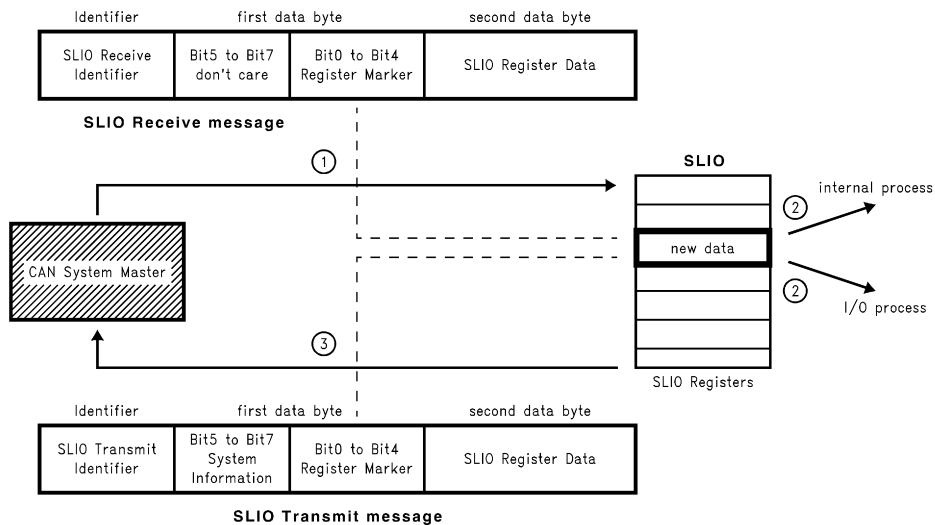 Identifier first data byte second data byte
SLIO Receive Identifier
Bit5 to Bit7 don't care
Bit0 to Bit4 Register Marker
SLIO Register Data
SLIO Receive message
1
SLIO
2
internal process
new data
CAN System Master
2
I/O process
3
SLIO Registers
Identifier first data byte second data byte
SLIO Transmit Identifier
Bit5 to Bit7 System Information
Bit0 to Bit4 Register Marker
SLIO Register Data
SLIO Transmit message